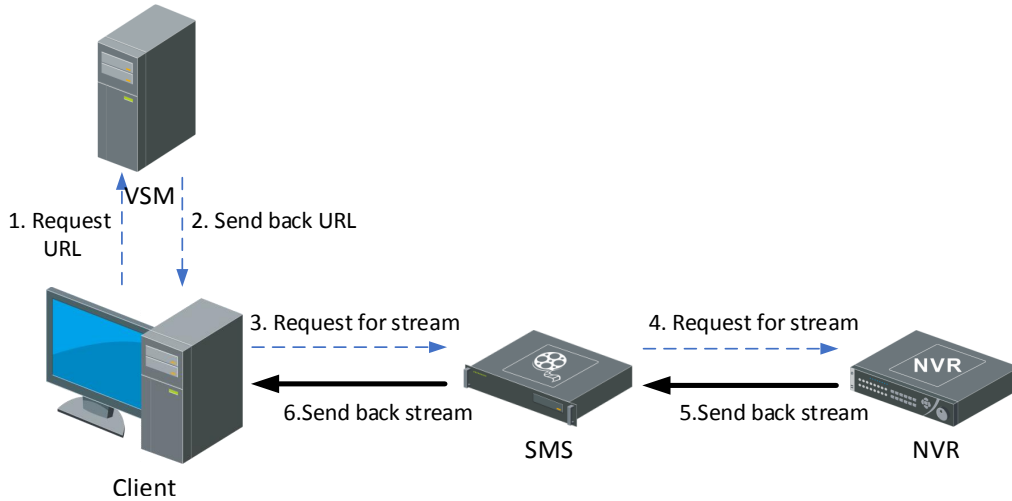 VSM
1. Request
URL
2. Send back URL
3. Request for stream
4. Request for stream
NVR
6.Send back stream
5.Send back stream
SMS
NVR
Client